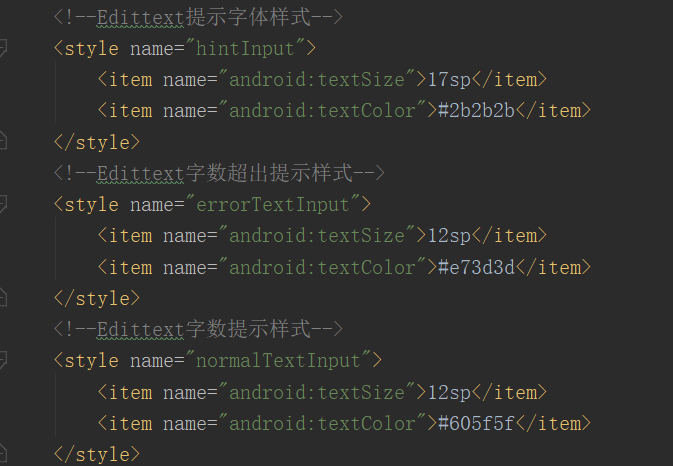 <!--Edittext提示字体样式-->
<style name="hintInput">
<item name="android:textSize">17sp</item>
<item name="android:textColor">#2b2b2b</item>
</style>
<!--Edittext字数超出提示样式-->
<style name="errorTextInput">
<item name="android:textSize">12sp</item>
<item name="android:textColor">#e73d3d</item>
</style>
<!--Edittext字数提示样式-->
<style name="normalTextInput">
<item name="android:textSize">12sp</item>
<item name="android:textColor">#605f5f</item>
</style>